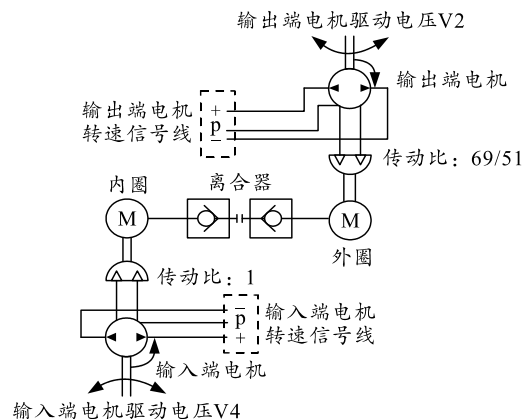 输出端电机驱动电压V2
输出端电机
输出端电机
转速信号线
+
p
−
传动比：69/51
内圈
离合器
M
M
外圈
传动比：1
−
p
+
输入端电机
转速信号线
输入端电机
输入端电机驱动电压V4